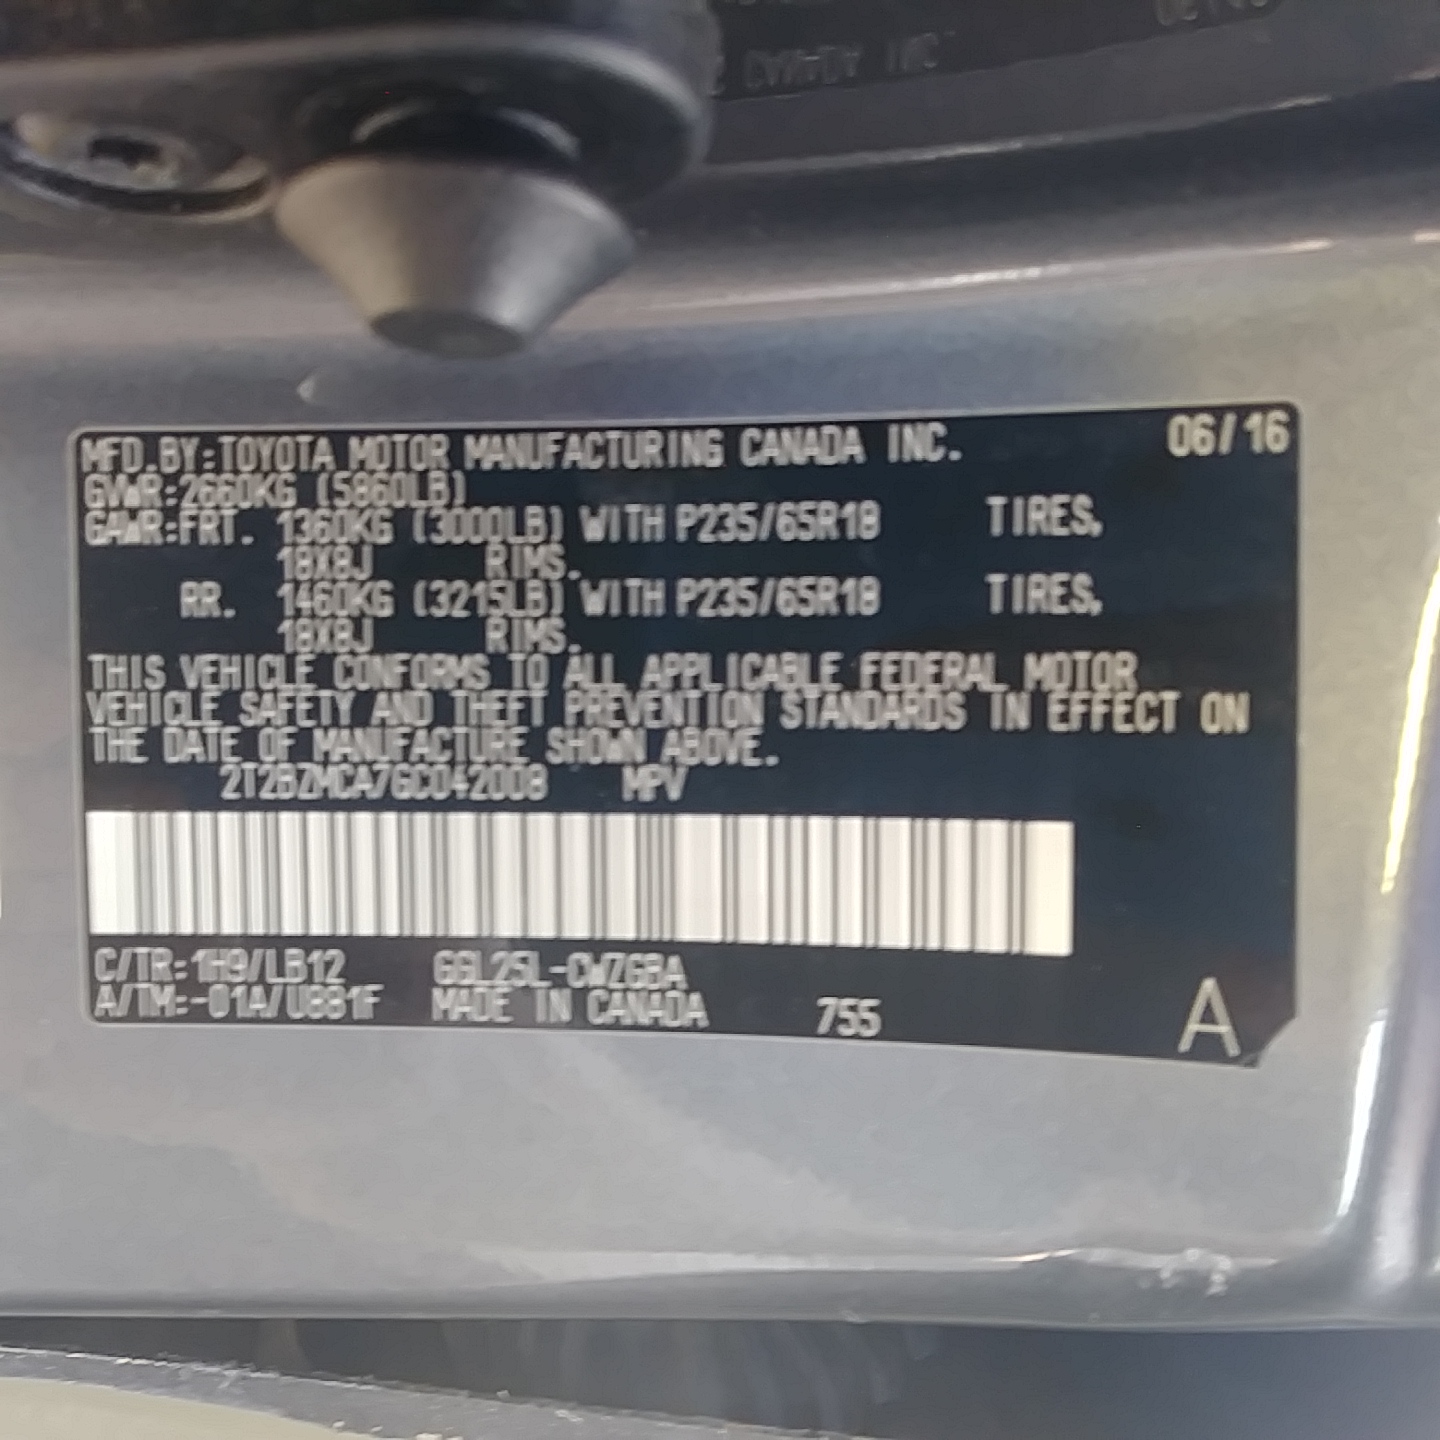 MFD.BY:TOYOTA MOTOR MANUFACTURING CANADA INC. 06/16
GVWR:2660KG (5860LB)
GAWR:FRT. 1360KG (3000LB) WITH P235/65R18 TIRES,
18X8J RIMS.
RR. 1460KG (3215LB) WITH P235/65R18 TIRES,
18X8J RIMS.
THIS VEHICLE CONFORMS TO ALL APPLICABLE FEDERAL MOTOR
VEHICLE SAFETY AND THEFT PREVENTION STANDARDS IN EFFECT ON
THE DATE OF MANUFACTURE SHOWN ABOVE.
2T2BZMCA7GC042008 MPV
C/TR:1H9/LB12 GGL25L-CWZGBA
A/TM:-01A/U881F MADE IN CANADA 755 A